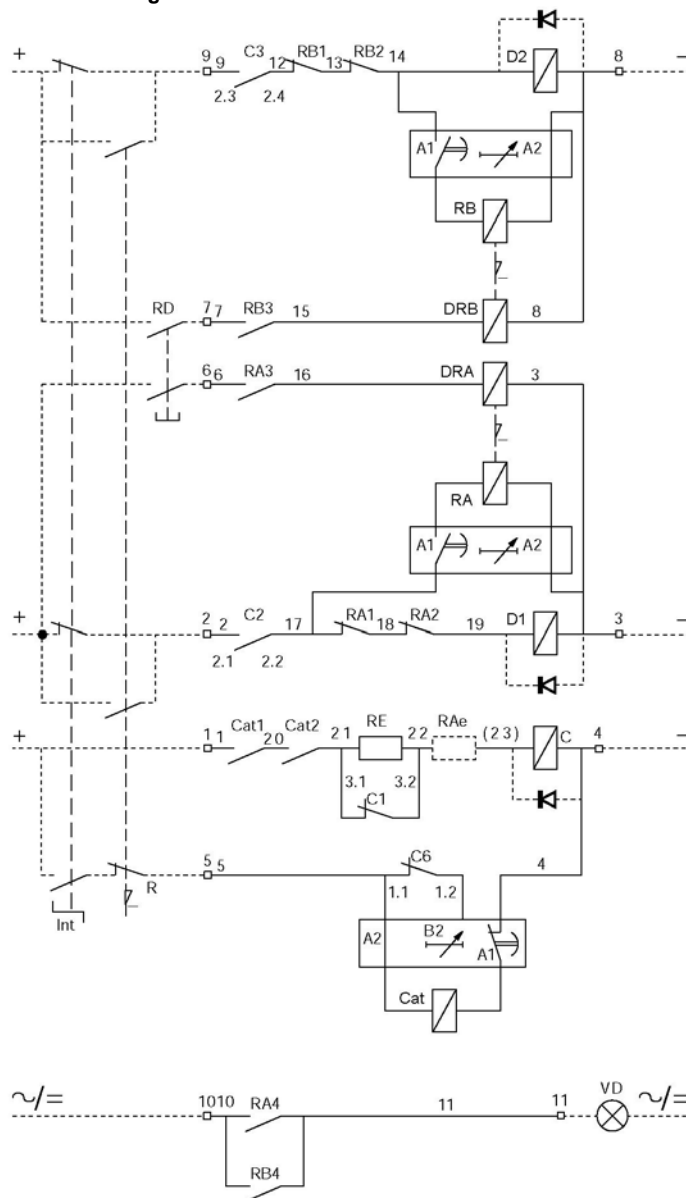 + 9 9 C3 12 RB1 13 RB2 14 D2 8 −
2.3 2.4
A1 A2
RB
RD 7 7 RB3 15 DRB 8
6 6 RA3 16 DRA 3
RA
A1 A2
+ 2 2 C2 17 RA1 18 RA2 19 D1 3 −
2.1 2.2
+ 1 1 Cat1 20 Cat2 21 RE 22 RAe (23) C 4 −
3.1 3.2
C1
R 5 5 C6 4
1.1 1.2
Int
A2 B2 A1
Cat
~/= 10 10 RA4 11 11 VD ~/=
RB4